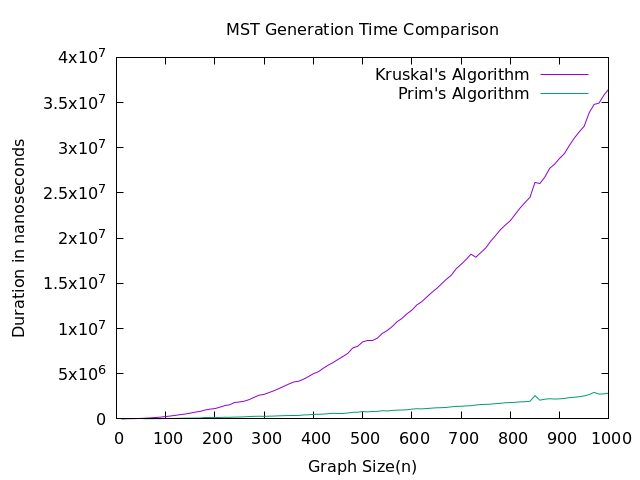 MST Generation Time Comparison
4x10^7
3.5x10^7
3x10^7
2.5x10^7
2x10^7
1.5x10^7
1x10^7
5x10^6
0
Duration in nanoseconds
Kruskal's Algorithm
Prim's Algorithm
0 100 200 300 400 500 600 700 800 900 1000
Graph Size(n)